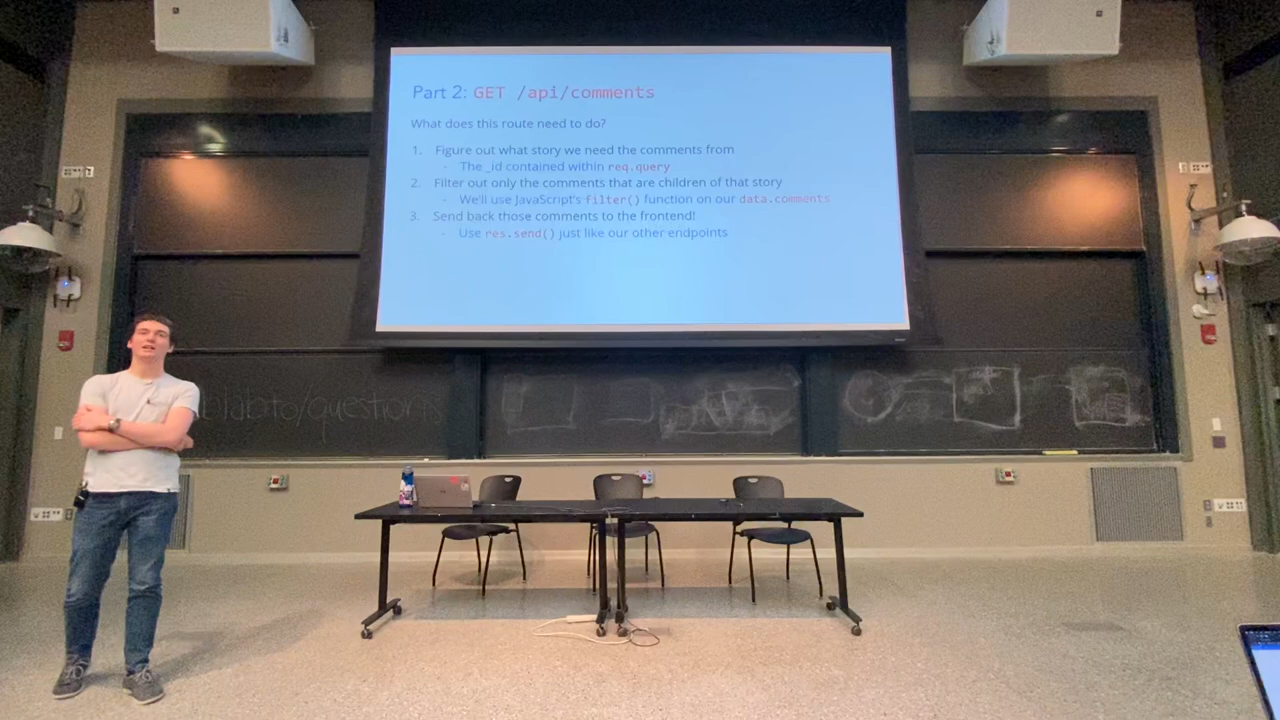 Part 2: GET /api/comments
What does this route need to do?
1. Figure out what story we need the comments from
- The _id contained within req.query
2. Filter out only the comments that are children of that story
- We'll use JavaScript's filter() function on our data.comments
3. Send back those comments to the frontend!
- Use res.send() just like our other endpoints
blab.to/questions